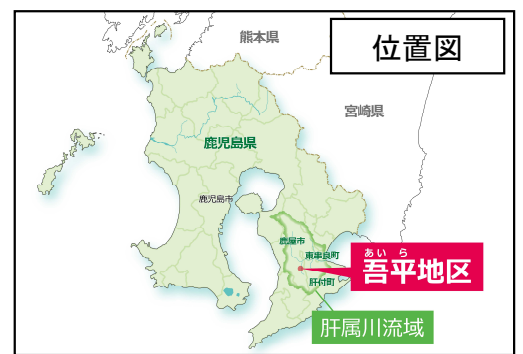 位置図
熊本県
宮崎県
鹿児島県
鹿児島市
鹿屋市
東串良町
あいら
吾平地区
肝付町
肝属川流域